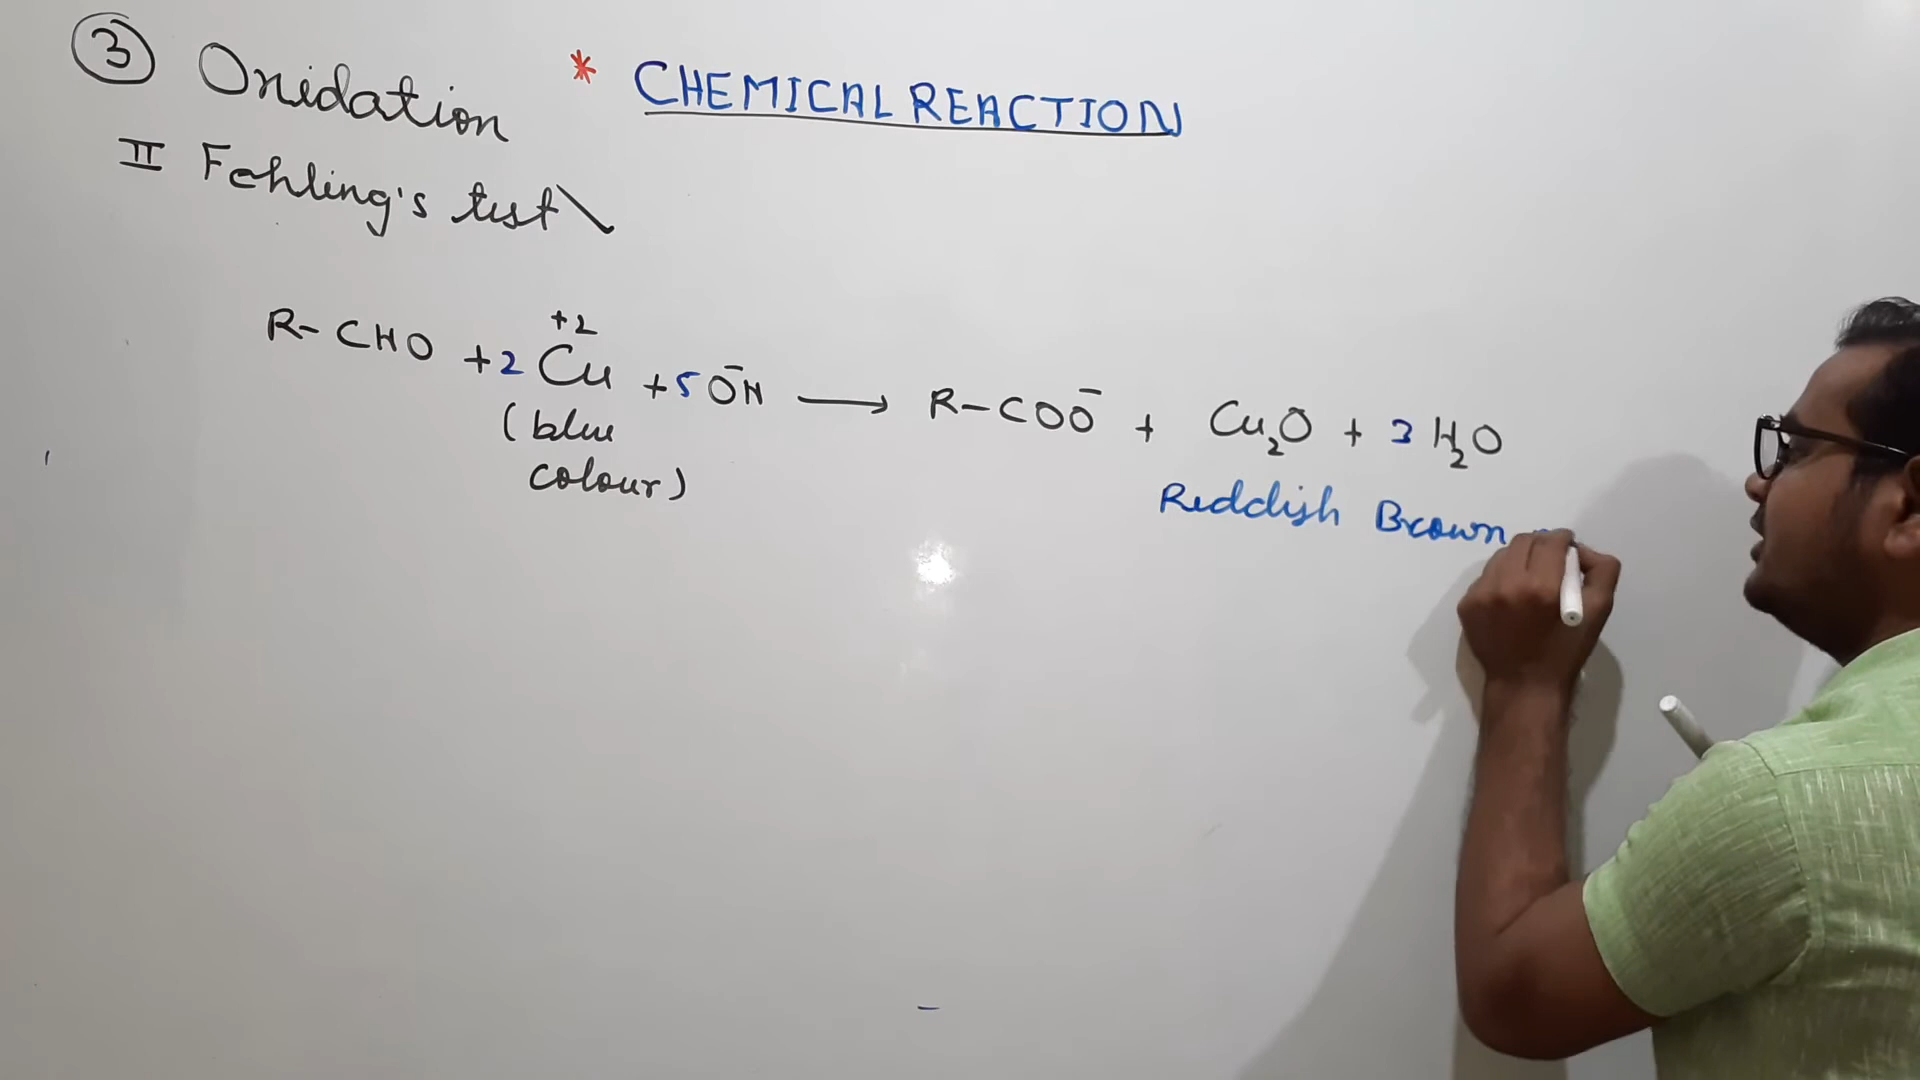 ③ Oxidation * CHEMICAL REACTION
II Fehling's test
R-CHO + 2 Cu⁺² + 5 OH⁻ ⟶ R-COO⁻ + Cu₂O + 3 H₂O
(blue
colour)
Reddish Brown